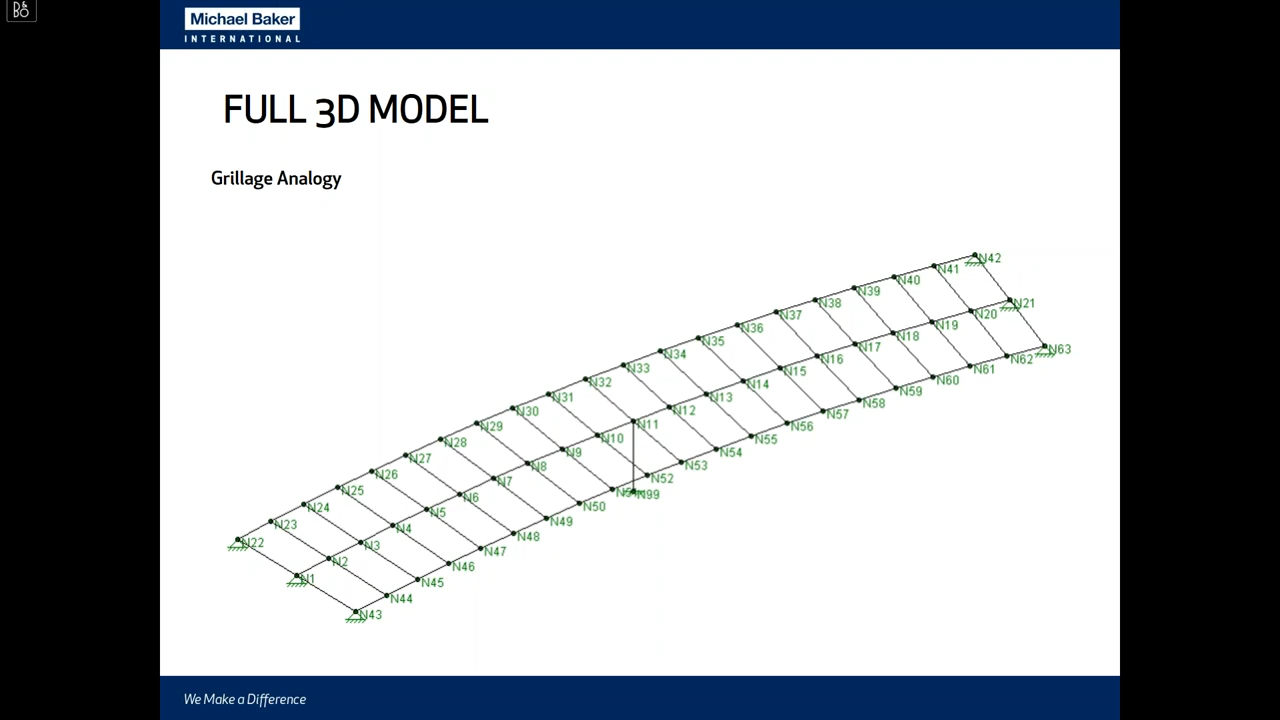 B&
BO
Michael Baker
INTERNATIONAL
FULL 3D MODEL
Grillage Analogy
N42
N41
N40
N39
N21
N38
N20
N37
N19
N36
N18
N63
N35
N17
N62
N34
N16
N61
N33
N15
N60
N32
N14
N59
N31
N13
N58
N30
N12
N57
N29
N11
N56
N28
N10
N55
N27
N9
N54
N26
N8
N53
N25
N7
N52
N24
N6
N99
N23
N5
N50
N22
N4
N49
N3
N48
N2
N47
N1
N46
N45
N44
N43
We Make a Difference